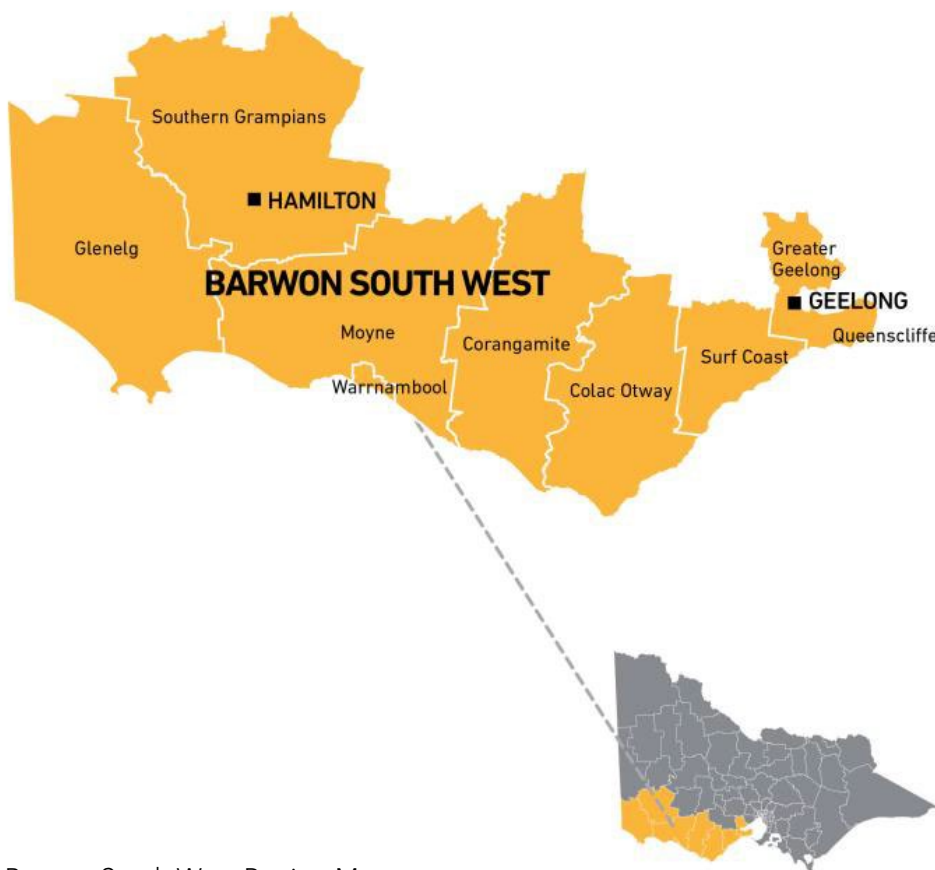 Southern Grampians
HAMILTON
Glenelg
Greater
Geelong
BARWON SOUTH WEST
GEELONG
Moyne
Queenscliffe
Corangamite
Surf Coast
Warrnambool
Colac Otway